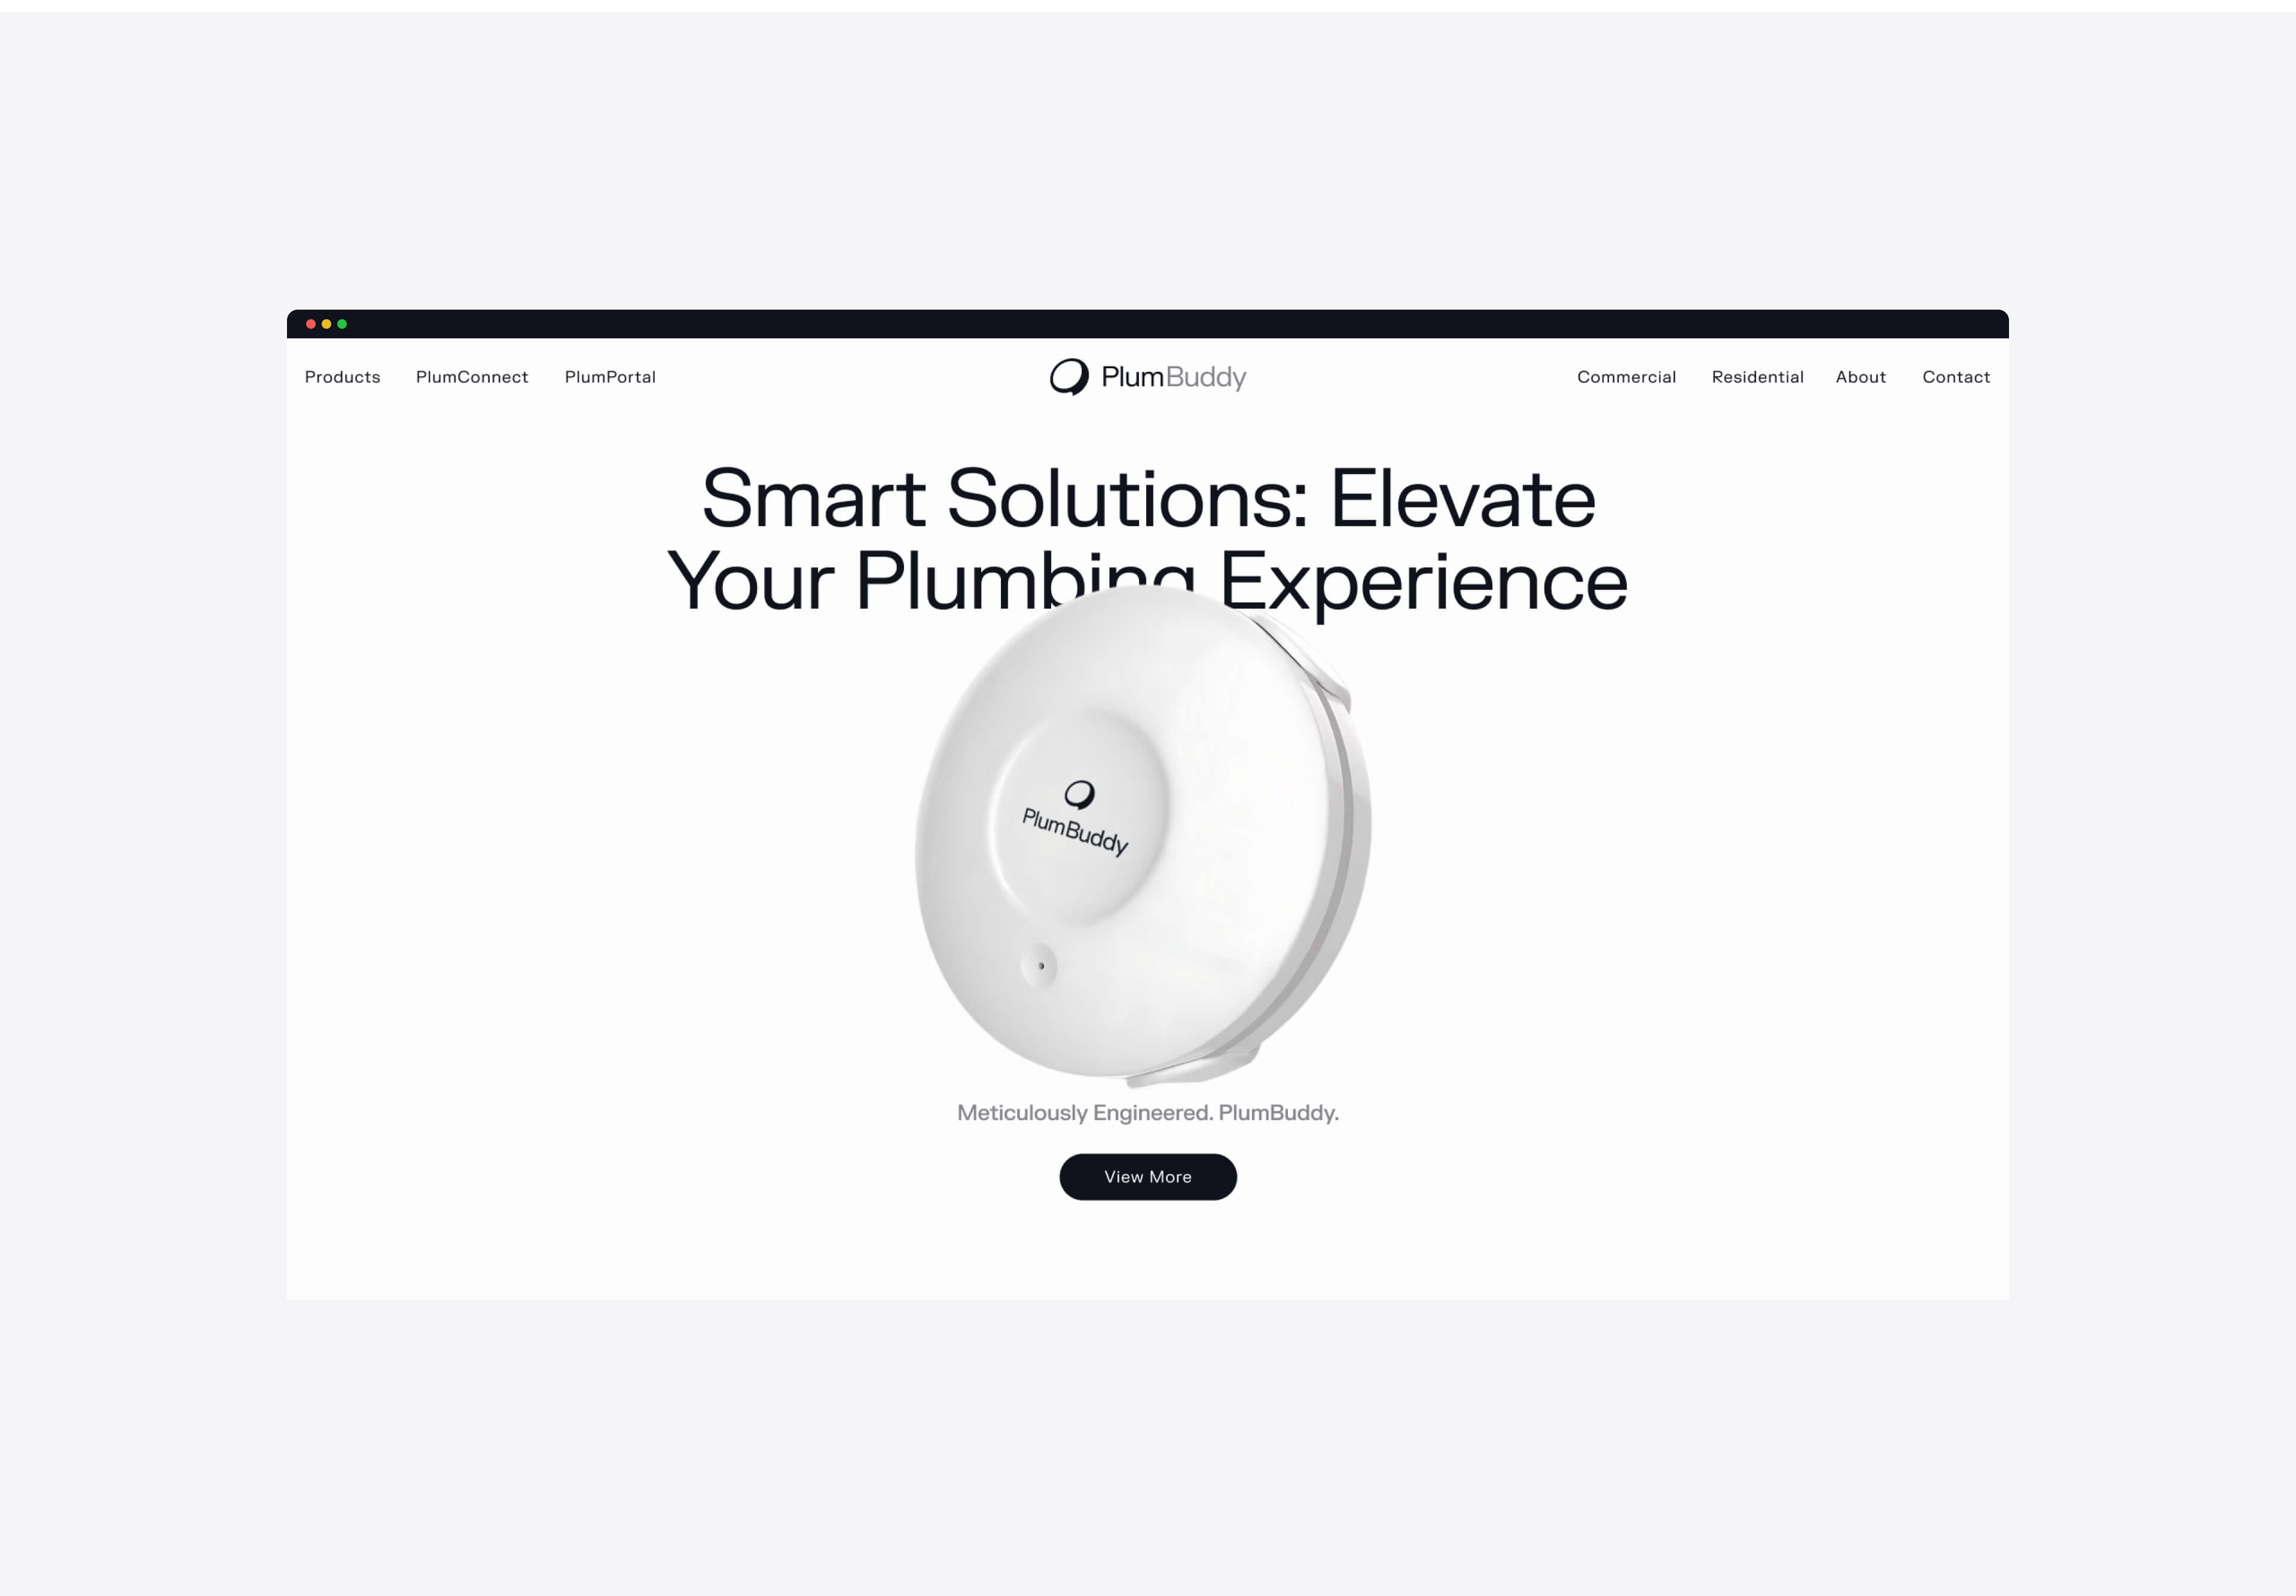 Products PlumConnect PlumPortal PlumBuddy Commercial Residential About Contact
Smart Solutions: Elevate
Your Plumbing Experience
PlumBuddy
Meticulously Engineered. PlumBuddy.
View More